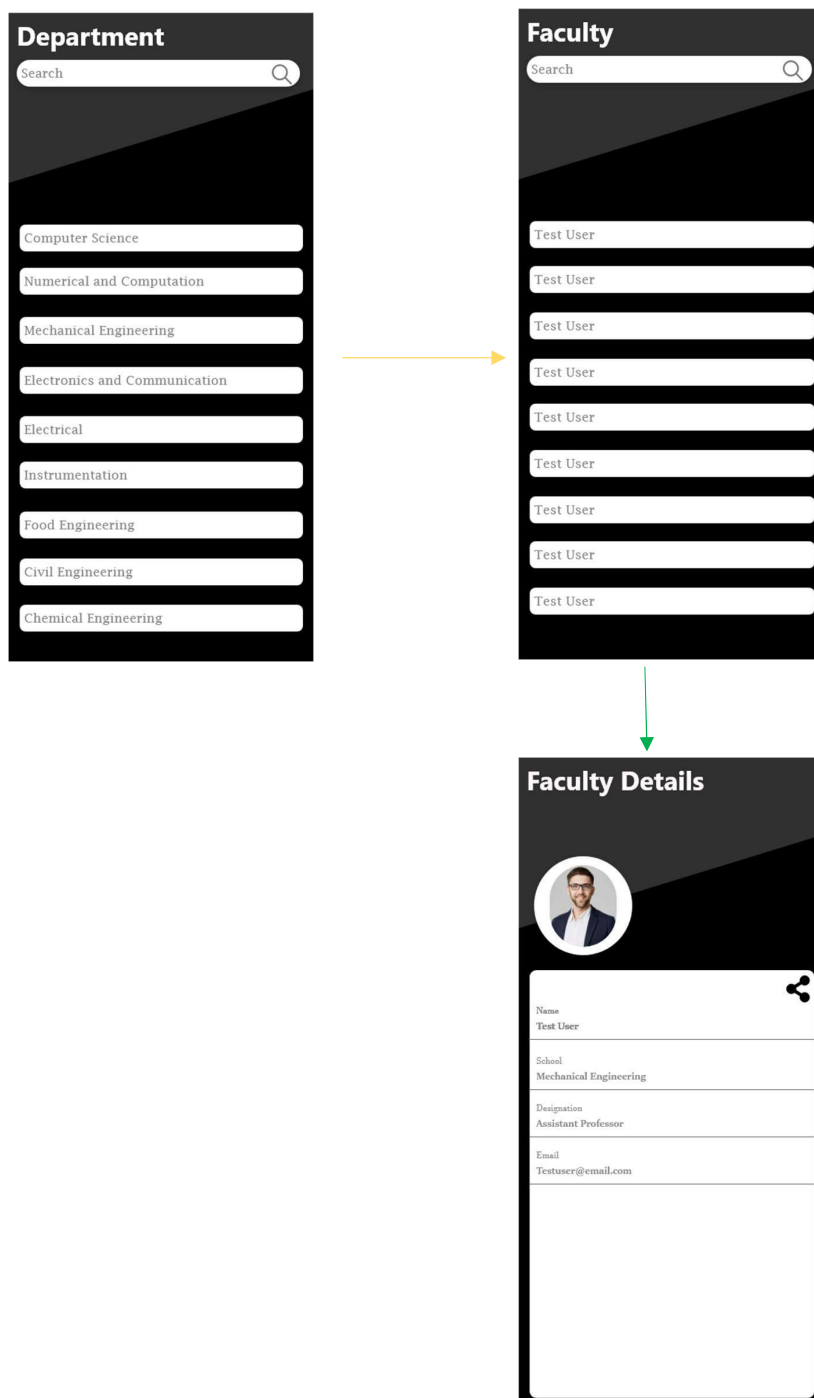 Department
Search
Computer Science
Numerical and Computation
Mechanical Engineering
Electronics and Communication
Electrical
Instrumentation
Food Engineering
Civil Engineering
Chemical Engineering
Faculty
Search
Test User
Test User
Test User
Test User
Test User
Test User
Test User
Test User
Test User
Faculty Details
Name
Test User
School
Mechanical Engineering
Designation
Assistant Professor
Email
Testuser@email.com